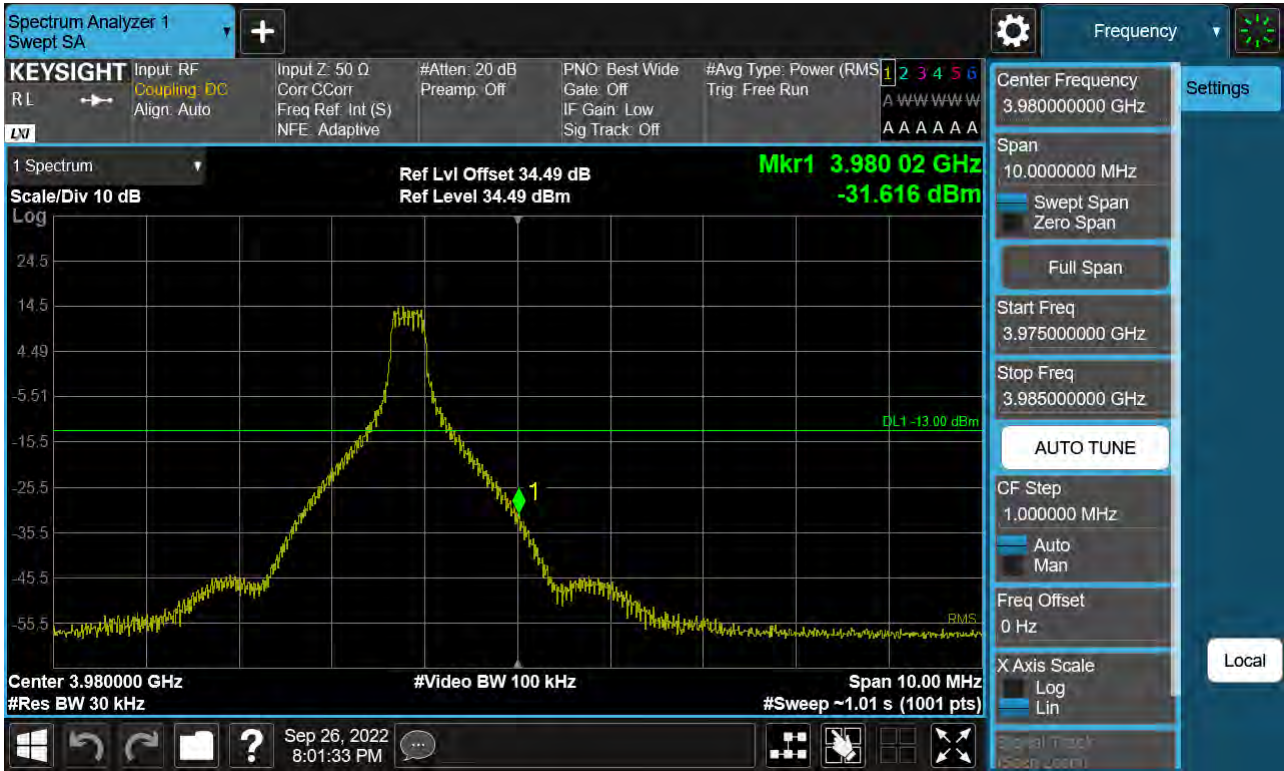 Spectrum Analyzer 1
Swept SA
Frequency
KEYSIGHT
RL
LXI
Input: RF
Coupling: DC
Align: Auto
Input Z: 50 Ω
Corr CCorr
Freq Ref: Int (S)
NFE: Adaptive
#Atten: 20 dB
Preamp: Off
PNO: Best Wide
Gate: Off
IF Gain: Low
Sig Track: Off
#Avg Type: Power (RMS
Trig: Free Run
1 2 3 4 5 6
A W W W W W
A A A A A A
1 Spectrum
Scale/Div 10 dB
Log
Ref Lvl Offset 34.49 dB
Ref Level 34.49 dBm
Mkr1 3.980 02 GHz
-31.616 dBm
24.5
14.5
4.49
-5.51
DL1 -13.00 dBm
-15.5
-25.5
1
-35.5
-45.5
-55.5
RMS
Center 3.980000 GHz
#Video BW 100 kHz
Span 10.00 MHz
#Res BW 30 kHz
#Sweep ~1.01 s (1001 pts)
Center Frequency
3.980000000 GHz
Settings
Span
10.0000000 MHz
Swept Span
Zero Span
Full Span
Start Freq
3.975000000 GHz
Stop Freq
3.985000000 GHz
AUTO TUNE
CF Step
1.000000 MHz
Auto
Man
Freq Offset
0 Hz
X Axis Scale
Log
Lin
Local
Signal Track
(Span Zoom)
?
Sep 26, 2022
8:01:33 PM